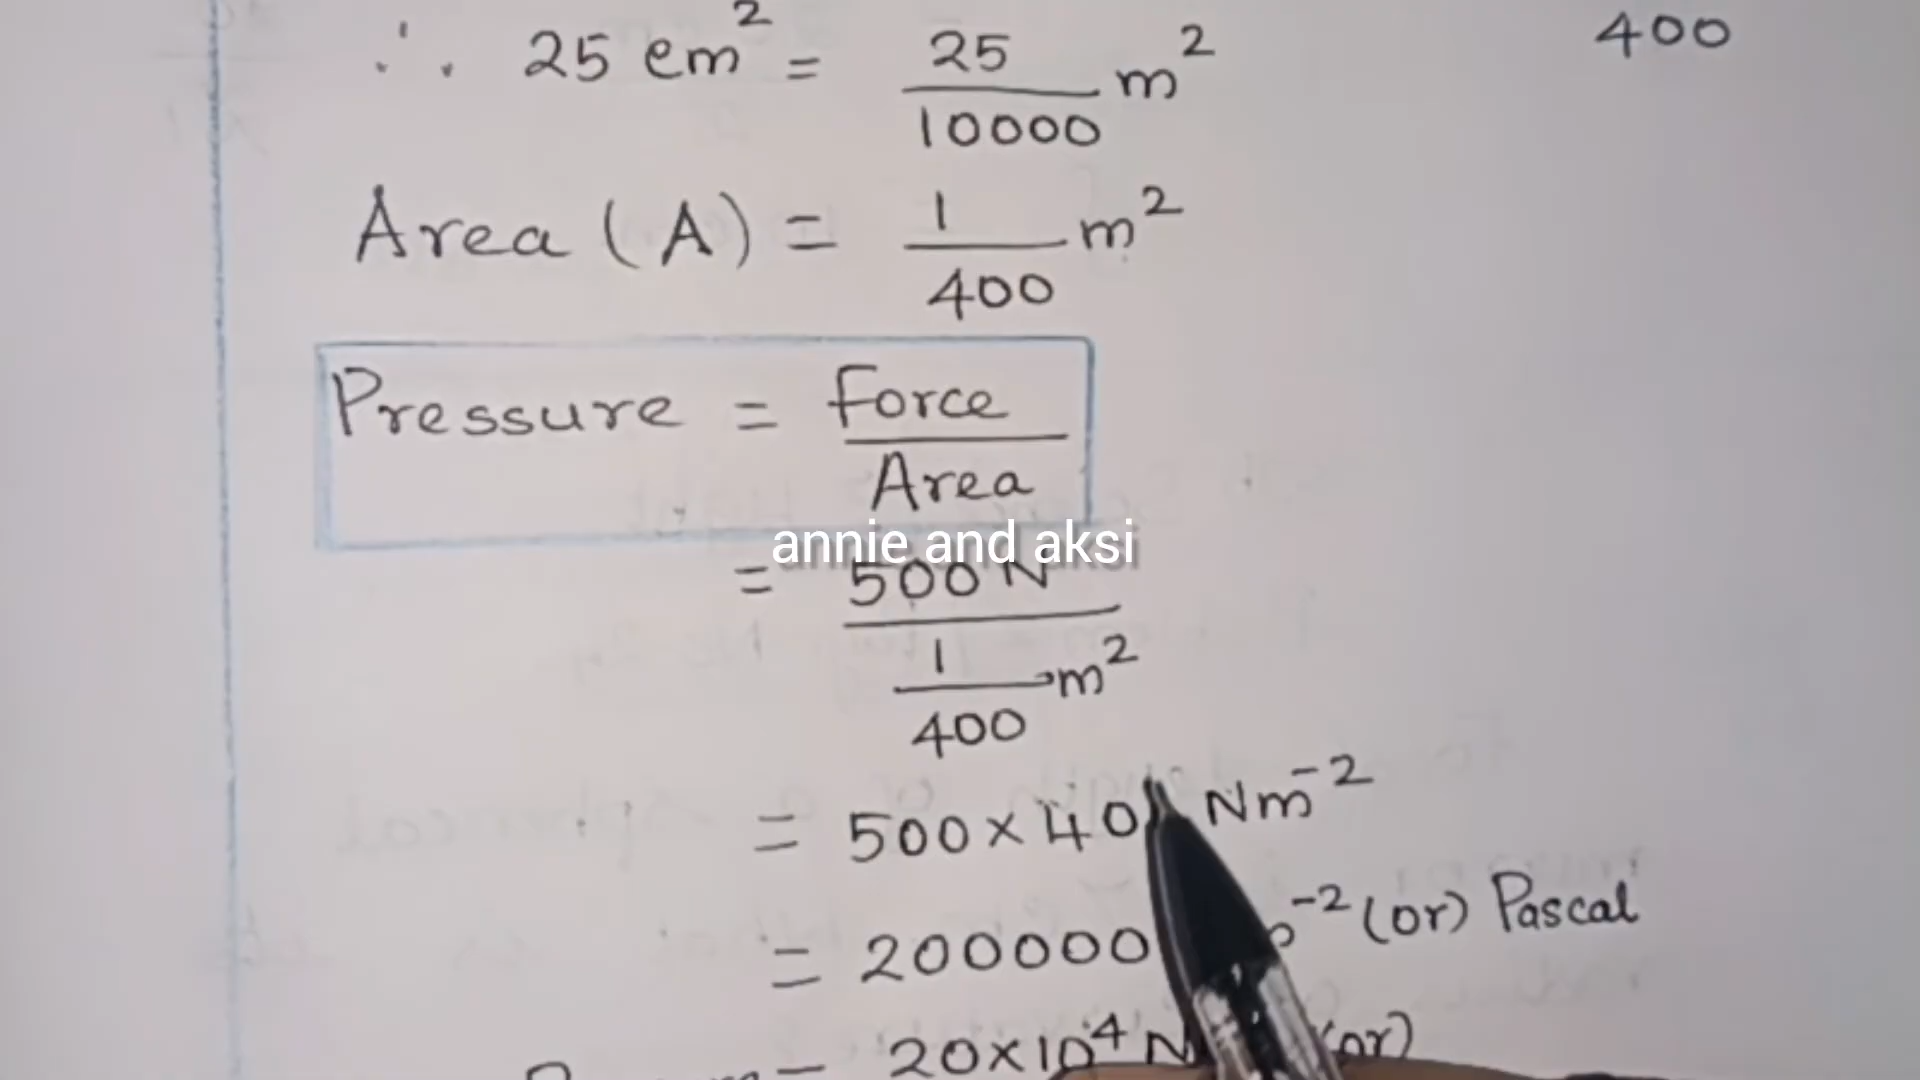 ∴ 25 cm² = 25/10000 m²
400
Area (A) = 1/400 m²
Pressure = Force/Area
annie and aksi
= 500 N / 1/400 m²
= 500 × 40 Nm⁻²
= 200000 ⁻² (or) Pascal
= 20×10⁴ N (or)